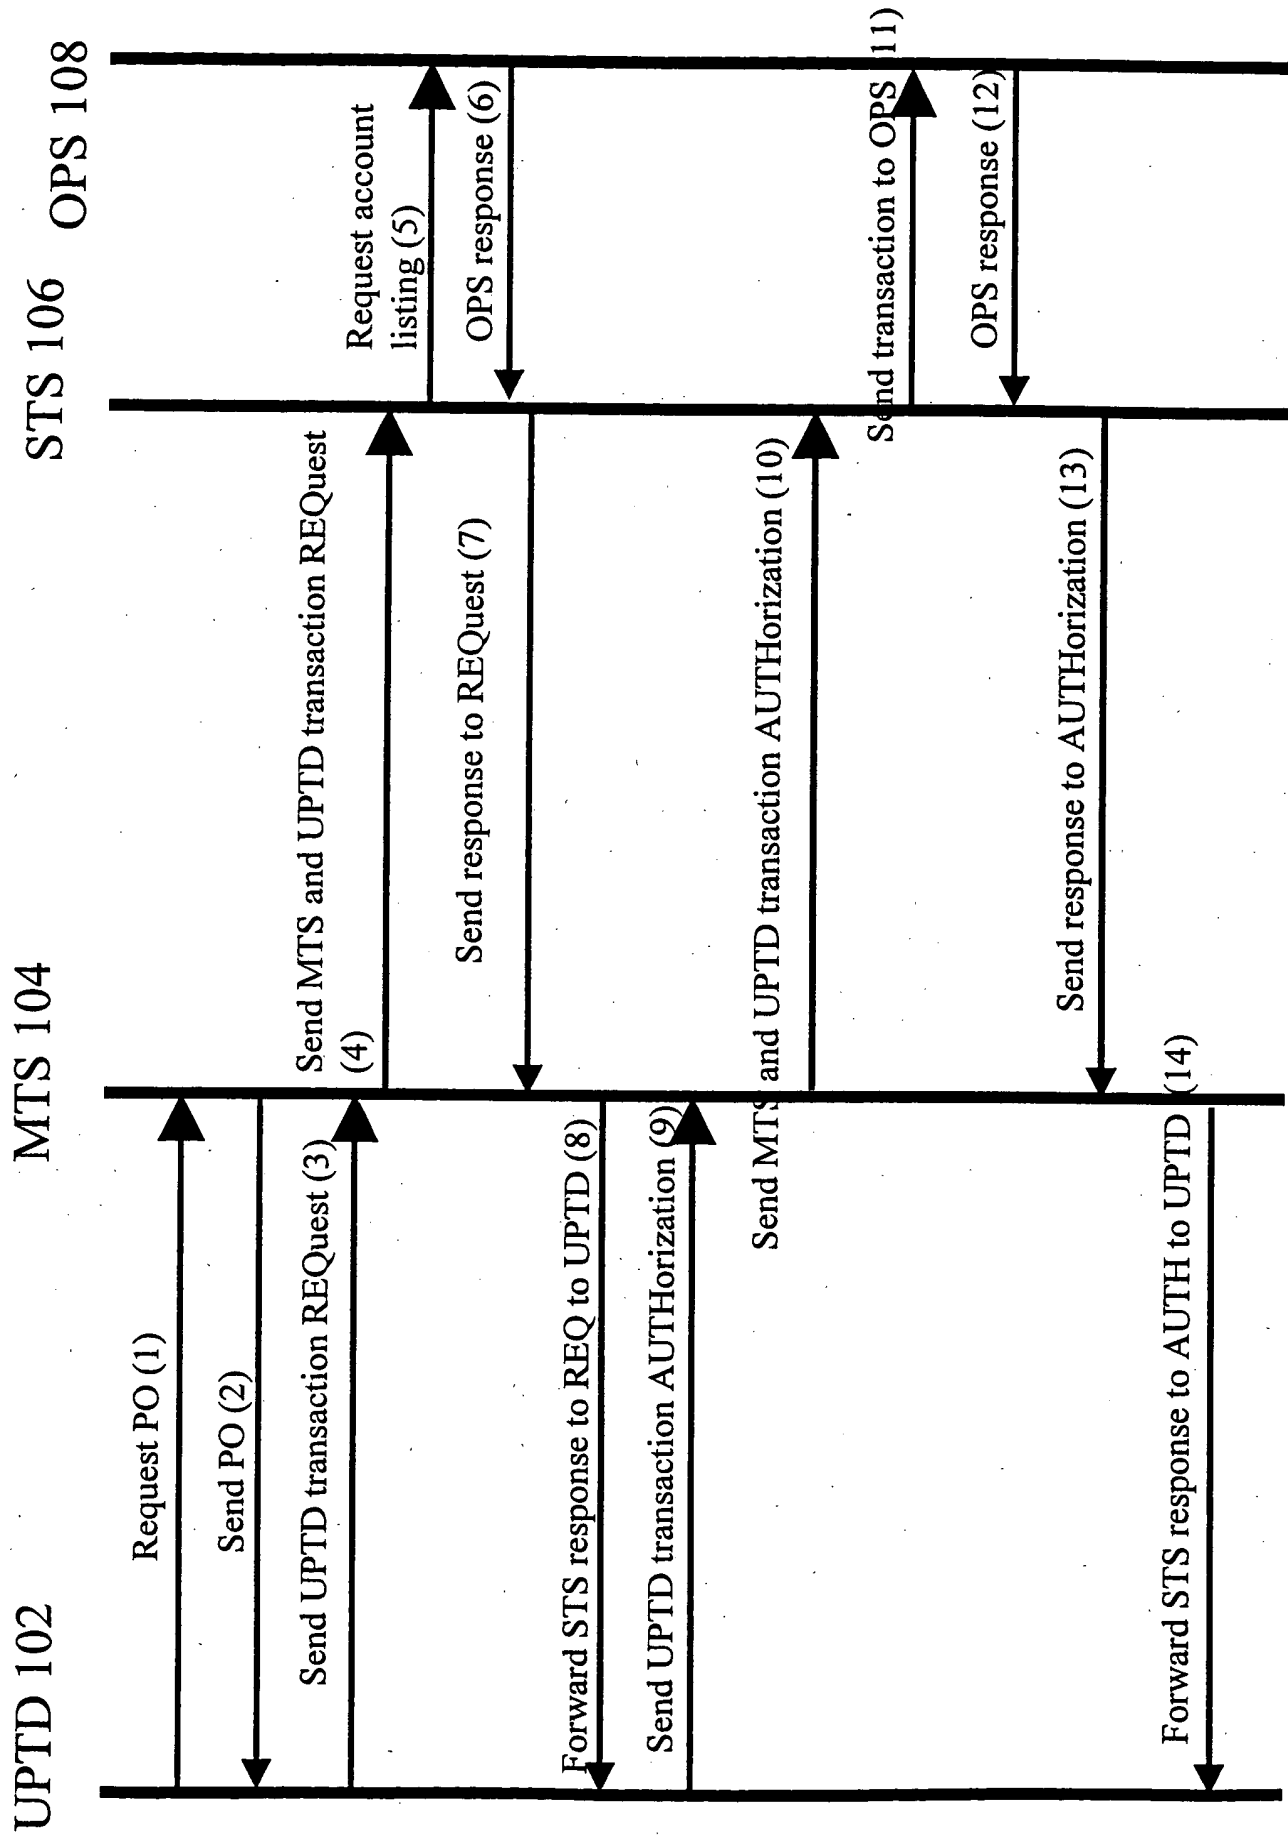 UPTD 102
MTS 104
STS 106
OPS 108
Request PO (1)
Send PO (2)
Send UPTD transaction REQuest (3)
Send MTS and UPTD transaction REQuest
(4)
Request account
listing (5)
OPS response (6)
Send response to REQuest (7)
Forward STS response to REQ to UPTD (8)
Send UPTD transaction AUTHorization (9)
Send MTS and UPTD transaction AUTHorization (10)
Send transaction to OPS (11)
OPS response (12)
Send response to AUTHorization (13)
Forward STS response to AUTH to UPTD (14)